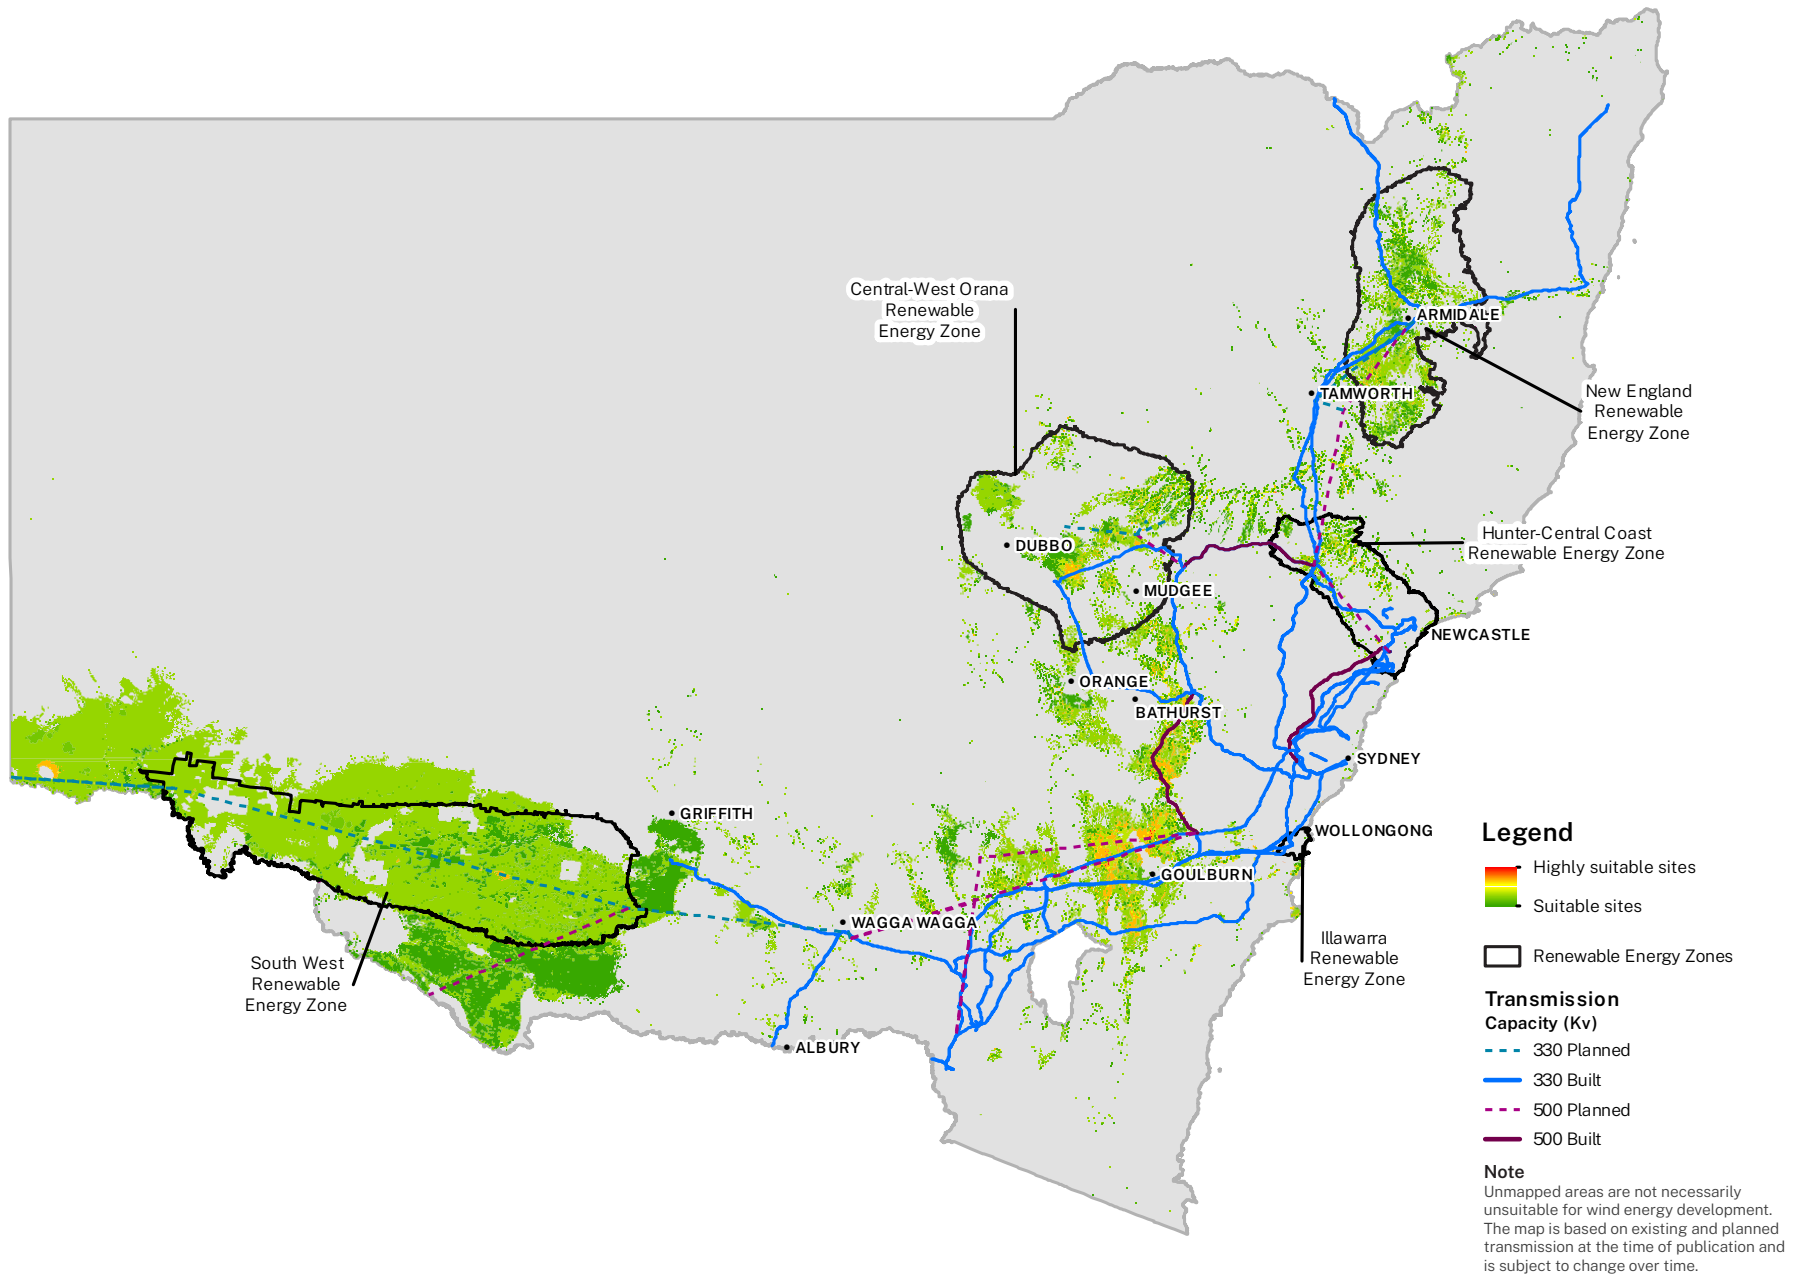 Central-West Orana
Renewable
Energy Zone
ARMIDALE
TAMWORTH
New England
Renewable
Energy Zone
Hunter-Central Coast
Renewable Energy Zone
DUBBO
MUDGEE
NEWCASTLE
ORANGE
BATHURST
SYDNEY
GRIFFITH
WOLLONGONG
GOULBURN
WAGGA WAGGA
South West
Renewable
Energy Zone
Illawarra
Renewable
Energy Zone
ALBURY
Legend
Highly suitable sites
Suitable sites
Renewable Energy Zones
Transmission
Capacity (Kv)
330 Planned
330 Built
500 Planned
500 Built
Note
Unmapped areas are not necessarily
unsuitable for wind energy development.
The map is based on existing and planned
transmission at the time of publication and
is subject to change over time.